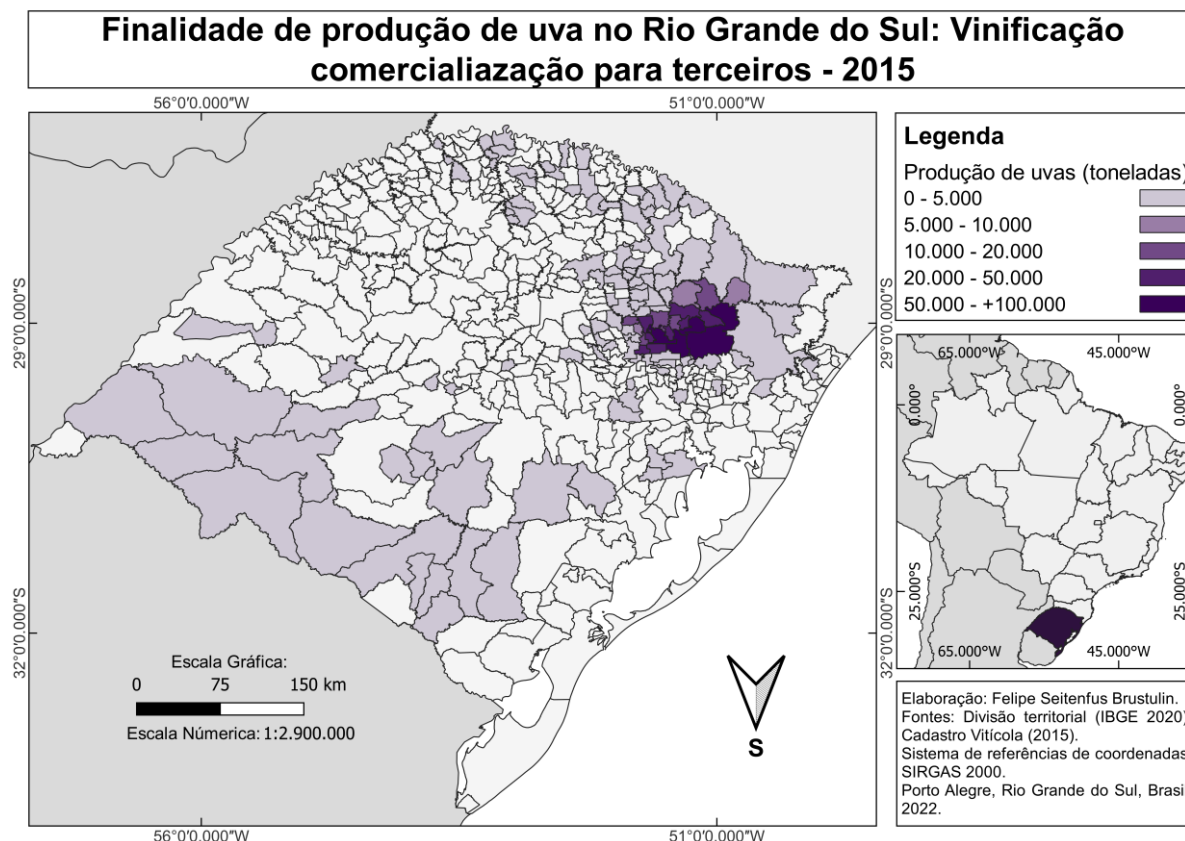 Finalidade de produção de uva no Rio Grande do Sul: Vinificação
comercialiazação para terceiros - 2015
56°0'0.000"W
51°0'0.000"W
29°0'0.000"S
32°0'0.000"S
Escala Gráfica:
0 75 150 km
Escala Númerica: 1:2.900.000
S
29°0'0.000"S
32°0'0.000"S
56°0'0.000"W
51°0'0.000"W
Legenda
Produção de uvas (toneladas)
0 - 5.000
5.000 - 10.000
10.000 - 20.000
20.000 - 50.000
50.000 - +100.000
65.000°W
45.000°W
0.000°
0.000°
25.000°S
25.000°S
65.000°W
45.000°W
Elaboração: Felipe Seitenfus Brustulin.
Fontes: Divisão territorial (IBGE 2020)
Cadastro Vitícola (2015).
Sistema de referências de coordenadas
SIRGAS 2000.
Porto Alegre, Rio Grande do Sul, Brasil
2022.